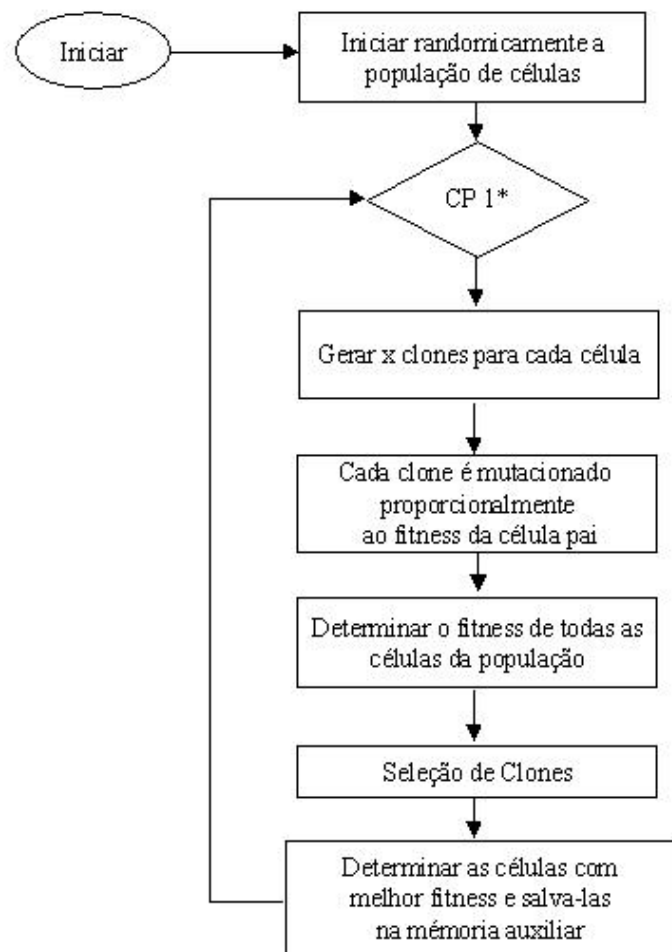 Iniciar
Iniciar randomicamente a
população de células
CP 1*
Gerar x clones para cada célula
Cada clone é mutacionado
proporcionalmente
ao fitness da célula pai
Determinar o fitness de todas as
células da população
Seleção de Clones
Determinar as células com
melhor fitness e salva-las
na mémoria auxiliar